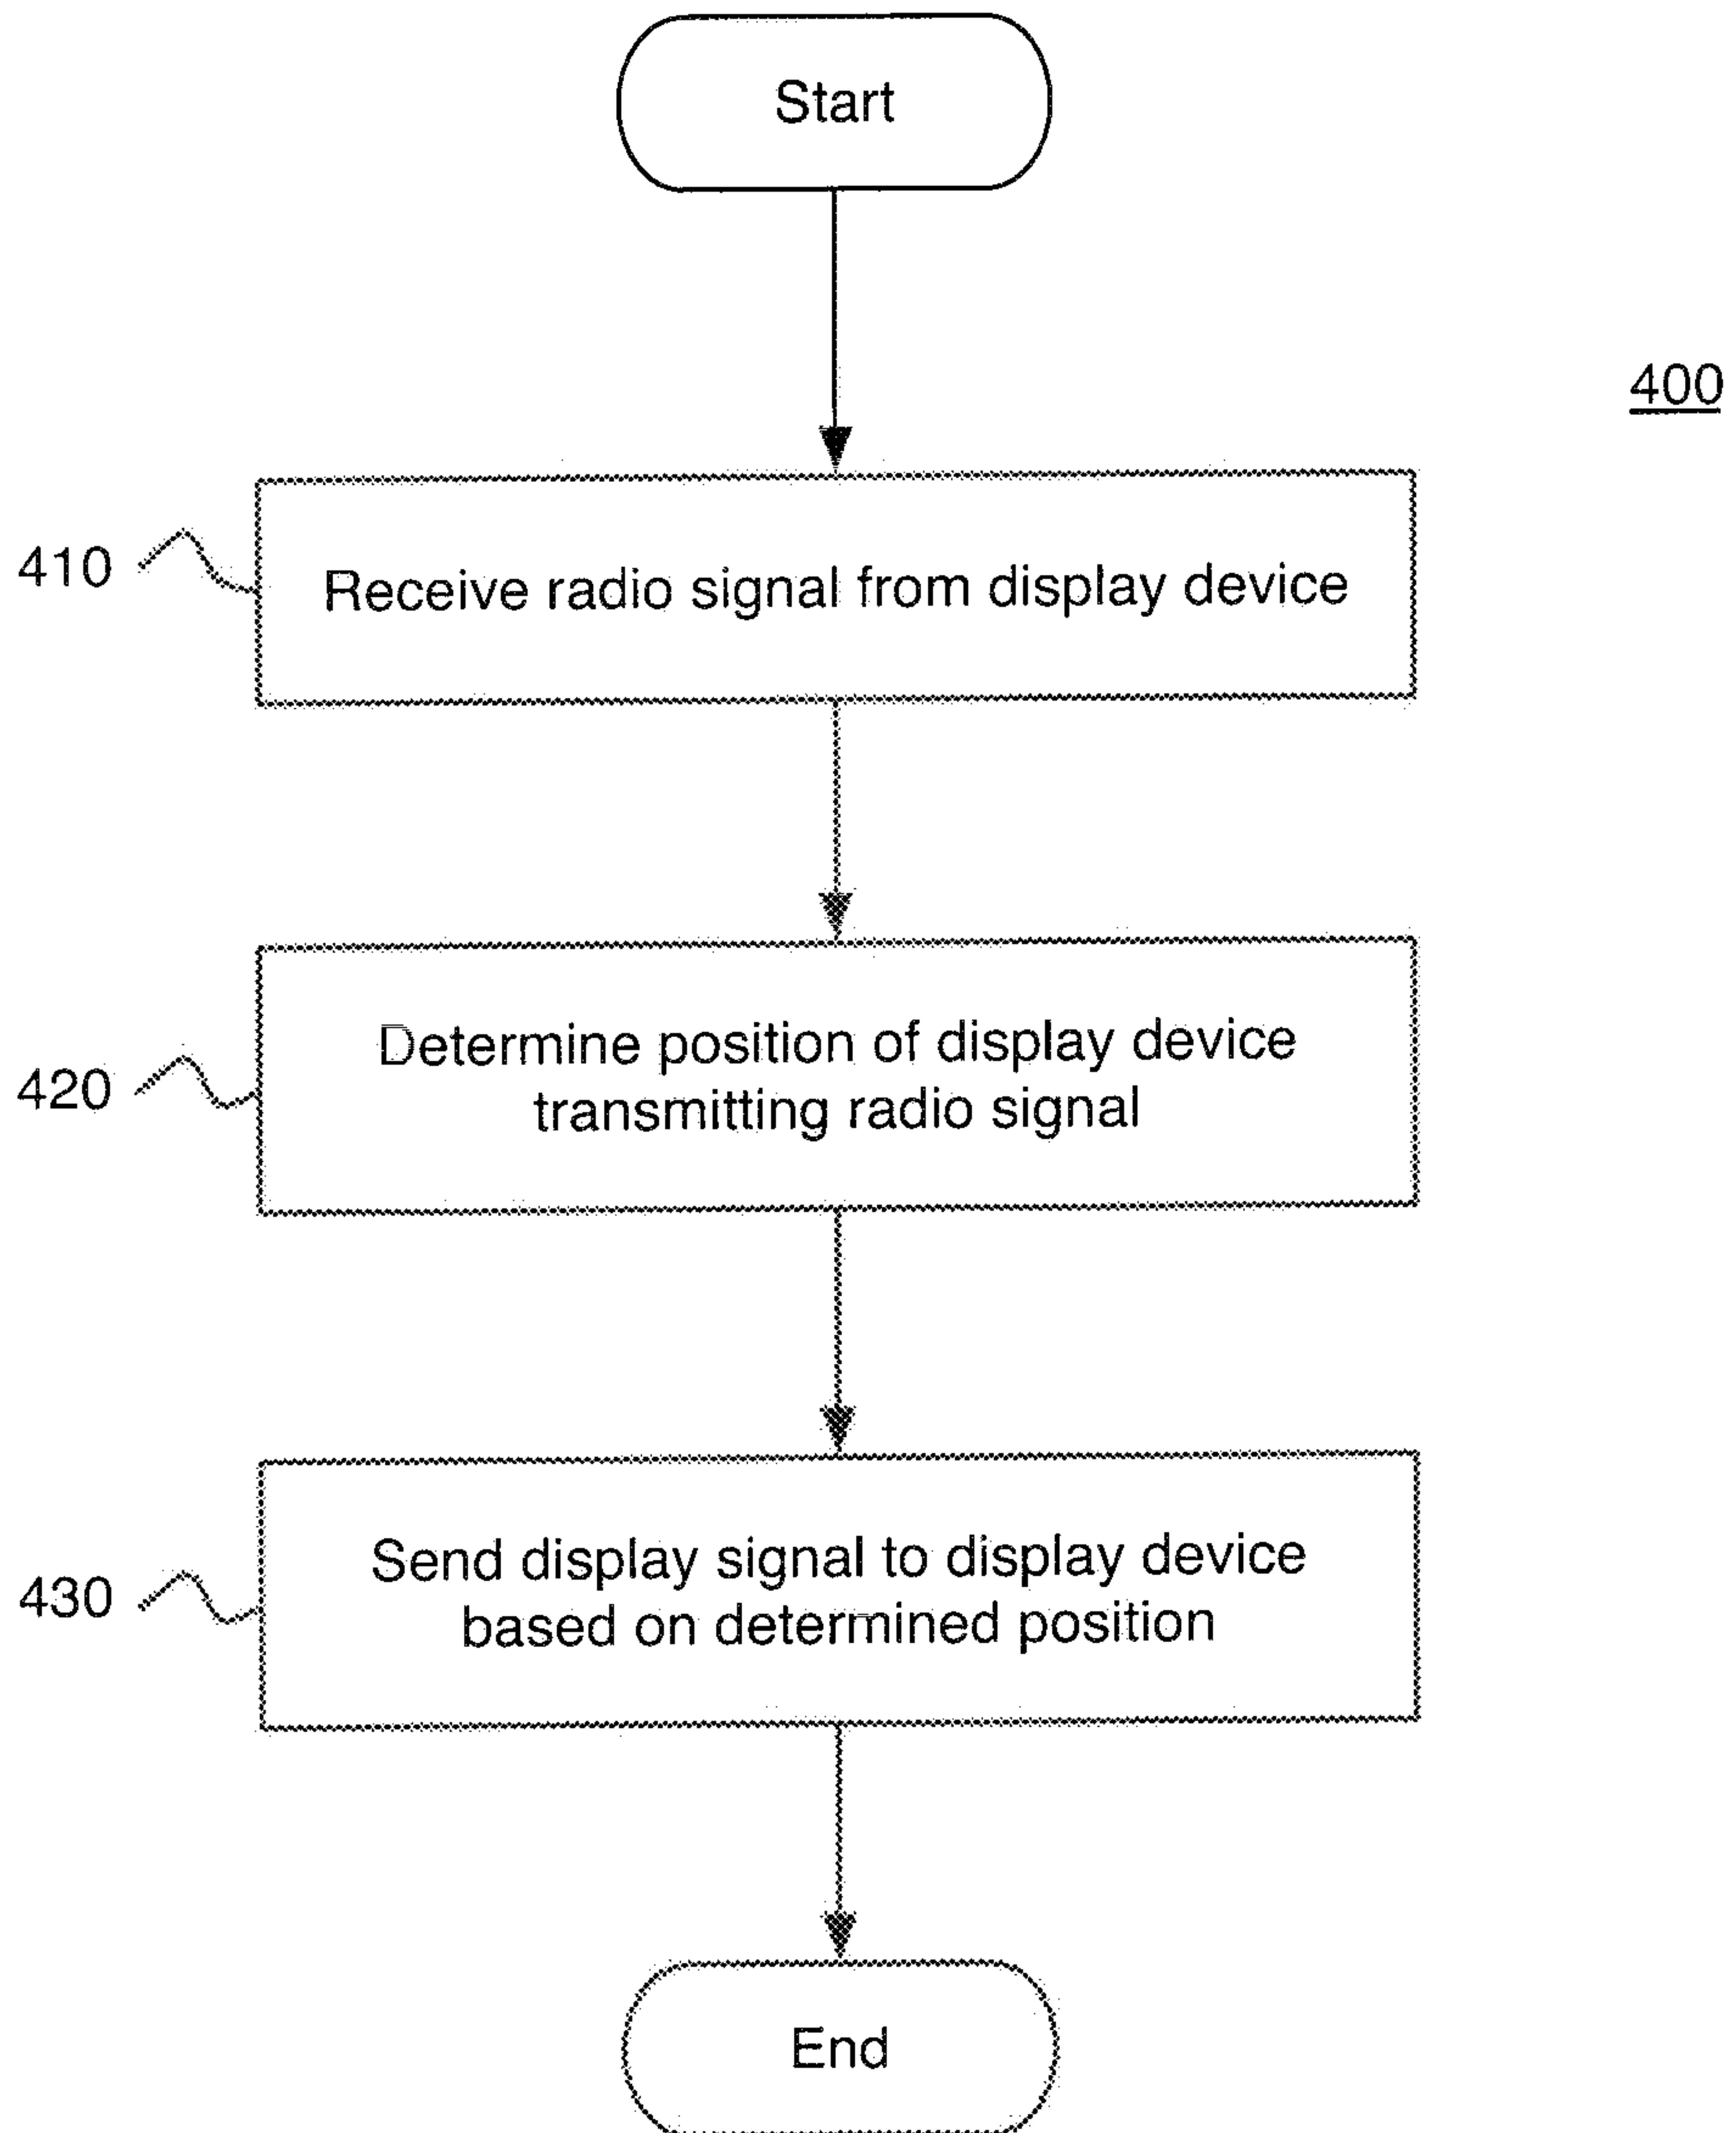 Start
400
410
Receive radio signal from display device
420
Determine position of display device
transmitting radio signal
430
Send display signal to display device
based on determined position
End